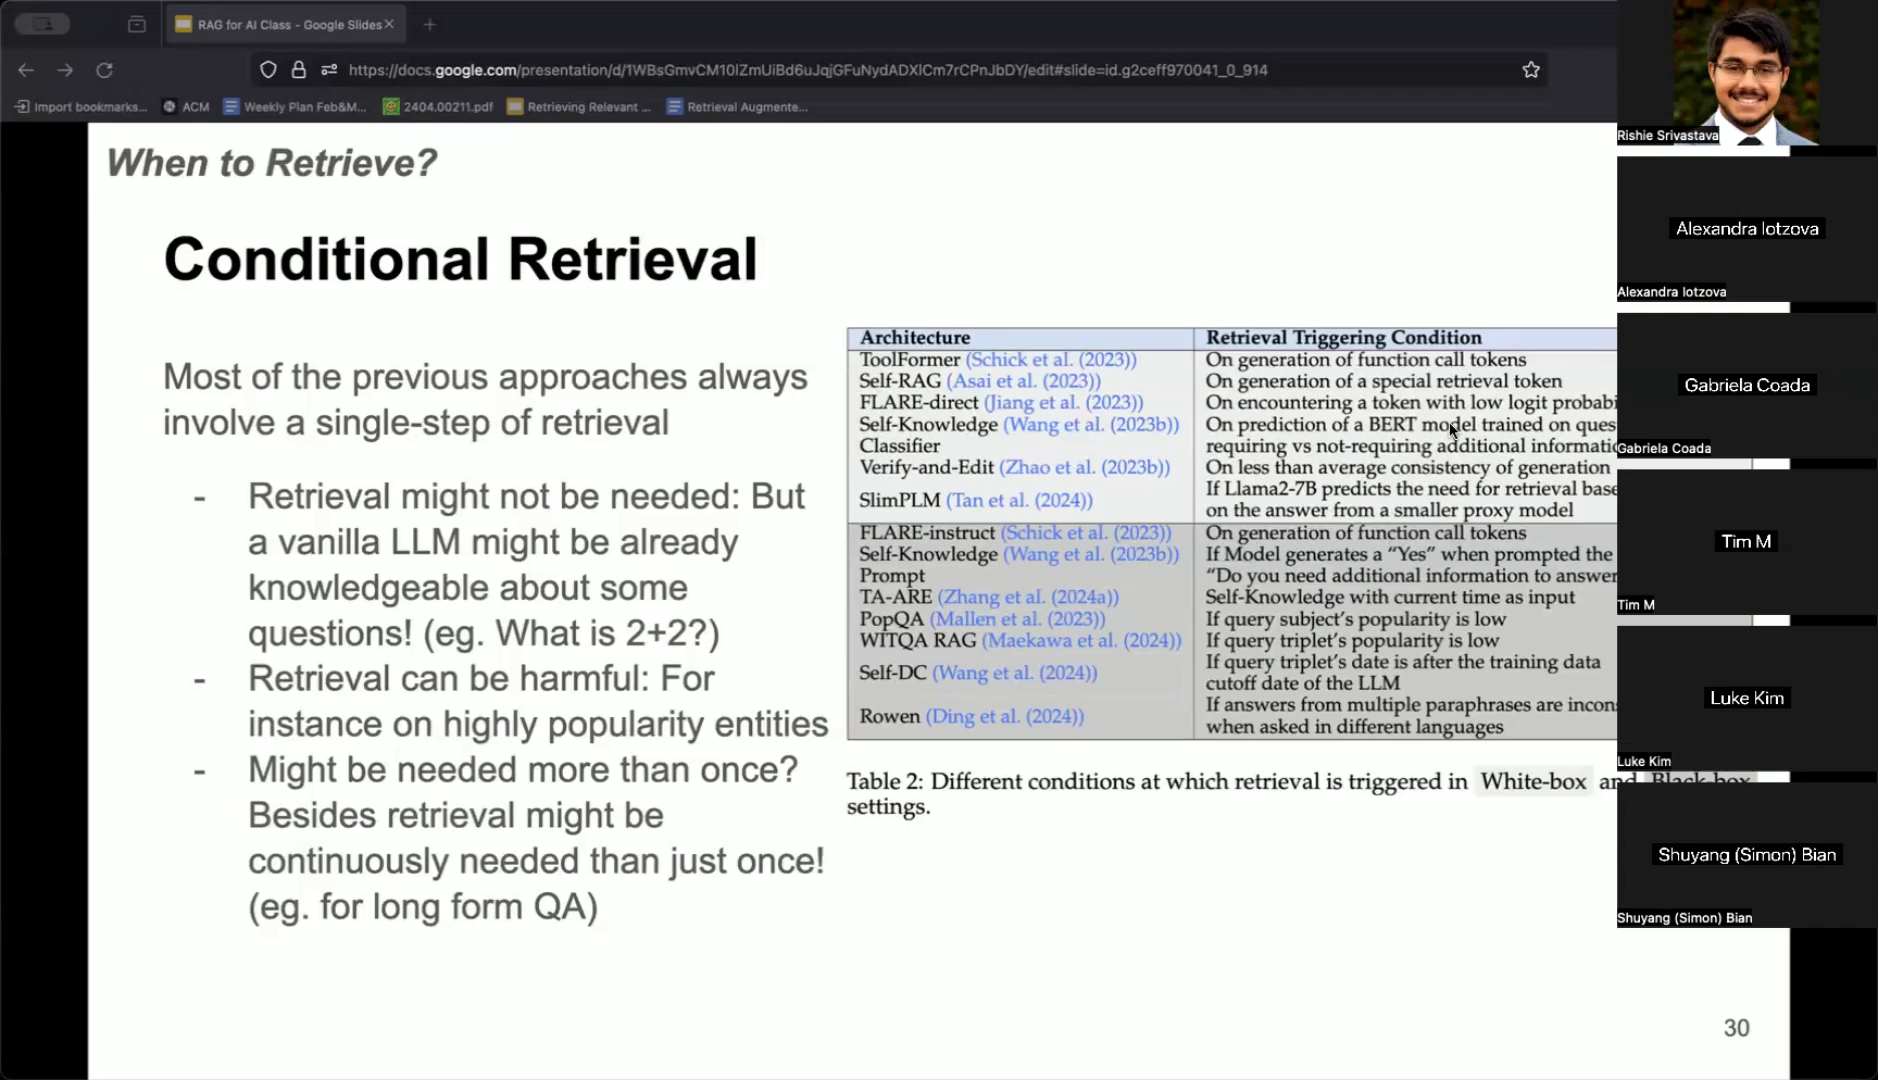 RAG for AI Class - Google Slides
https://docs.google.com/presentation/d/1WBsGmvCM10lZmUiBd6uJqjGFuNydADXlCm7rCPnJbDY/edit#slide=id.g2ceff970041_0_914
Import bookmarks... ACM Weekly Plan Feb&M... 2404.00211.pdf Retrieving Relevant ... Retrieval Augmente...
When to Retrieve?
Conditional Retrieval
Most of the previous approaches always
involve a single-step of retrieval
- Retrieval might not be needed: But
a vanilla LLM might be already
knowledgeable about some
questions! (eg. What is 2+2?)
- Retrieval can be harmful: For
instance on highly popularity entities
- Might be needed more than once?
Besides retrieval might be
continuously needed than just once!
(eg. for long form QA)
Architecture Retrieval Triggering Condition
ToolFormer (Schick et al. (2023)) On generation of function call tokens
Self-RAG (Asai et al. (2023)) On generation of a special retrieval token
FLARE-direct (Jiang et al. (2023)) On encountering a token with low logit probabi
Self-Knowledge (Wang et al. (2023b)) On prediction of a BERT model trained on ques
Classifier requiring vs not-requiring additional informatio
Verify-and-Edit (Zhao et al. (2023b)) On less than average consistency of generation
SlimPLM (Tan et al. (2024)) If Llama2-7B predicts the need for retrieval base
on the answer from a smaller proxy model
FLARE-instruct (Schick et al. (2023)) On generation of function call tokens
Self-Knowledge (Wang et al. (2023b)) If Model generates a “Yes” when prompted the
Prompt “Do you need additional information to answer
TA-ARE (Zhang et al. (2024a)) Self-Knowledge with current time as input
PopQA (Mallen et al. (2023)) If query subject's popularity is low
WITQA RAG (Maekawa et al. (2024)) If query triplet's popularity is low
Self-DC (Wang et al. (2024)) If query triplet's date is after the training data
cutoff date of the LLM
Rowen (Ding et al. (2024)) If answers from multiple paraphrases are incon
when asked in different languages
Table 2: Different conditions at which retrieval is triggered in White-box and Black-box
settings.
30
Rishie Srivastava
Alexandra Iotzova
Alexandra Iotzova
Gabriela Coada
Gabriela Coada
Tim M
Tim M
Luke Kim
Luke Kim
Shuyang (Simon) Bian
Shuyang (Simon) Bian